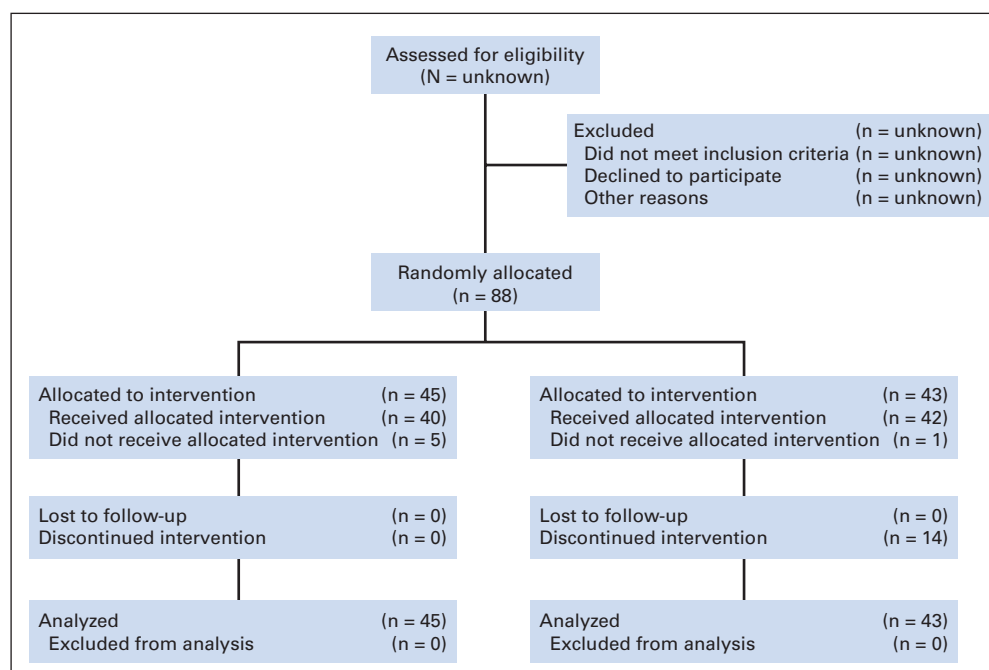 Assessed for eligibility
(N = unknown)
Excluded (n = unknown)
Did not meet inclusion criteria (n = unknown)
Declined to participate (n = unknown)
Other reasons (n = unknown)
Randomly allocated
(n = 88)
Allocated to intervention (n = 45)
Received allocated intervention (n = 40)
Did not receive allocated intervention (n = 5)
Allocated to intervention (n = 43)
Received allocated intervention (n = 42)
Did not receive allocated intervention (n = 1)
Lost to follow-up (n = 0)
Discontinued intervention (n = 0)
Lost to follow-up (n = 0)
Discontinued intervention (n = 14)
Analyzed (n = 45)
Excluded from analysis (n = 0)
Analyzed (n = 43)
Excluded from analysis (n = 0)